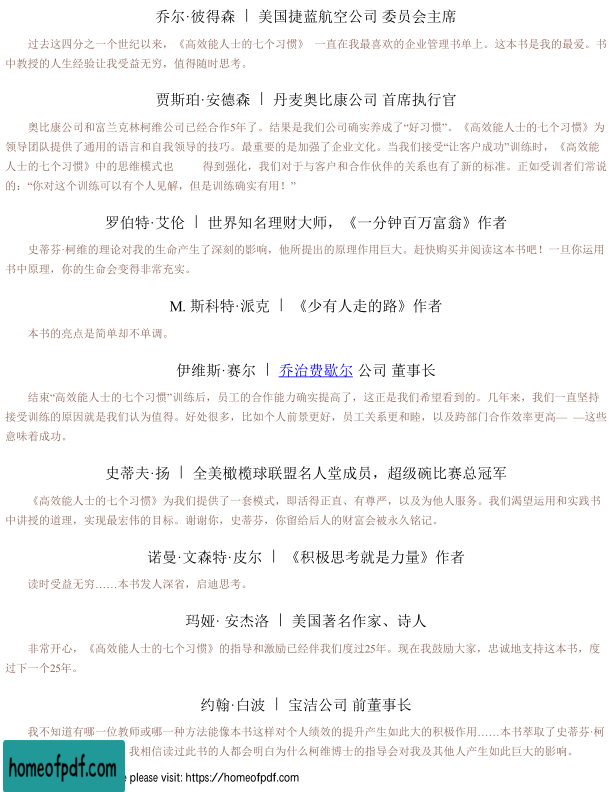 乔尔·彼得森 ｜ 美国捷蓝航空公司 委员会主席
过去这四分之一个世纪以来，《高效能人士的七个习惯》 一直在我最喜欢的企业管理书单上。这本书是我的最爱。书
中教授的人生经验让我受益无穷，值得随时思考。
贾斯珀·安德森 ｜ 丹麦奥比康公司 首席执行官
奥比康公司和富兰克林柯维公司已经合作5年了。结果是我们公司确实养成了“好习惯”。《高效能人士的七个习惯》为
领导团队提供了通用的语言和自我领导的技巧。最重要的是加强了企业文化。当我们接受“让客户成功”训练时，《高效能
人士的七个习惯》中的思维模式也 得到强化，我们对于与客户和合作伙伴的关系也有了新的标准。正如受训者们常说
的：“你对这个训练可以有个人见解，但是训练确实有用！”
罗伯特·艾伦 ｜ 世界知名理财大师，《一分钟百万富翁》作者
史蒂芬·柯维的理论对我的生命产生了深刻的影响，他所提出的原理作用巨大。赶快购买并阅读这本书吧！一旦你运用
书中原理，你的生命会变得非常充实。
M. 斯科特·派克 ｜ 《少有人走的路》作者
本书的亮点是简单却不单调。
伊维斯·赛尔 ｜ 乔治费歇尔 公司 董事长
结束“高效能人士的七个习惯”训练后，员工的合作能力确实提高了，这正是我们希望看到的。几年来，我们一直坚持
接受训练的原因就是我们认为值得。好处很多，比如个人前景更好，员工关系更和睦，以及跨部门合作效率更高— —这些
意味着成功。
史蒂夫·扬 ｜ 全美橄榄球联盟名人堂成员，超级碗比赛总冠军
《高效能人士的七个习惯》为我们提供了一套模式，即活得正直、有尊严，以及为他人服务。我们渴望运用和实践书
中讲授的道理，实现最宏伟的目标。谢谢你，史蒂芬，你留给后人的财富会被永久铭记。
诺曼·文森特·皮尔 ｜ 《积极思考就是力量》作者
读时受益无穷……本书发人深省，启迪思考。
玛娅· 安杰洛 ｜ 美国著名作家、诗人
非常开心，《高效能人士的七个习惯》的指导和激励已经伴我们度过25年。现在我鼓励大家，忠诚地支持这本书，度
过下一个25年。
约翰·白波 ｜ 宝洁公司 前董事长
我不知道有哪一位教师或哪一种方法能像本书这样对个人绩效的提升产生如此大的积极作用……本书萃取了史蒂芬·柯
我相信读过此书的人都会明白为什么柯维博士的指导会对我及其他人产生如此巨大的影响。
homeofpdf.com
please visit: https://homeofpdf.com